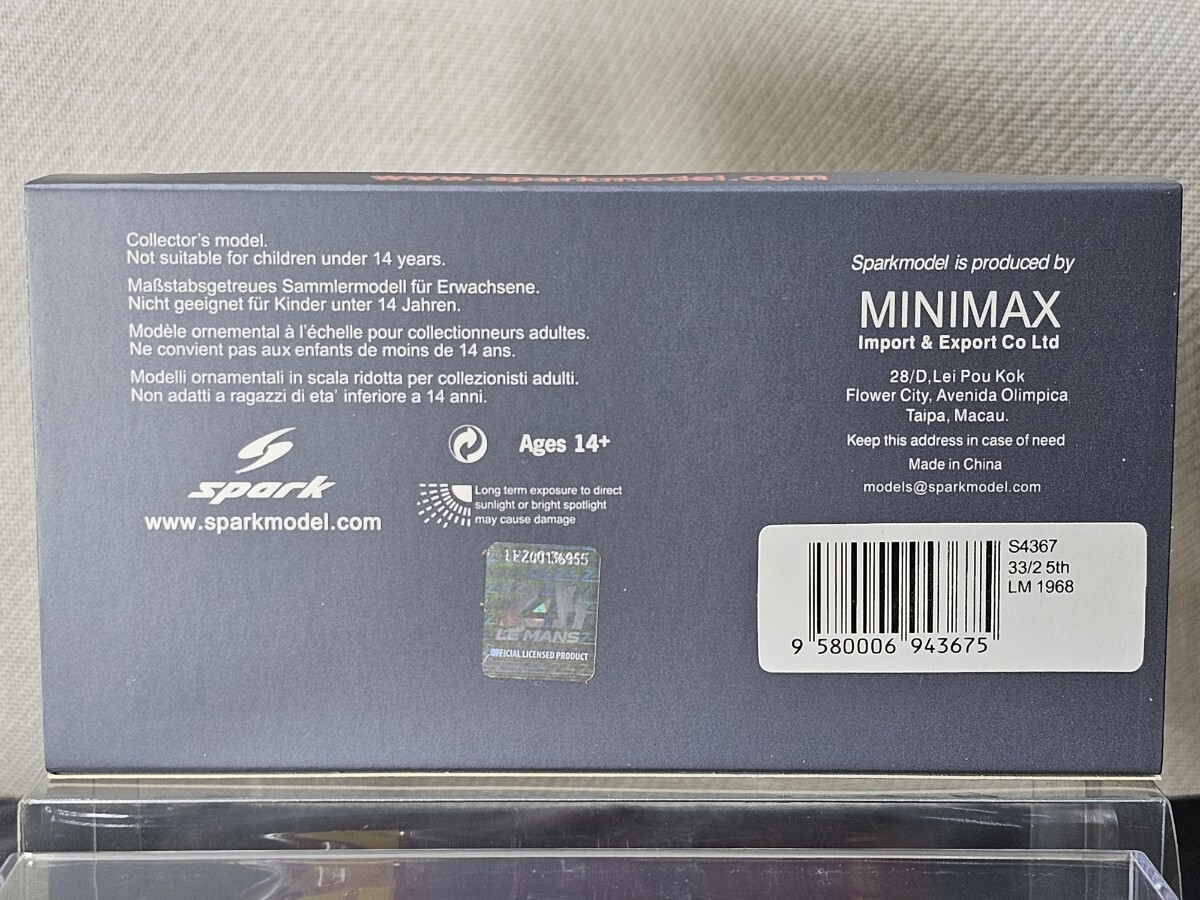 www.sparkmodel.com
Collector's model.
Not suitable for children under 14 years.
Maßstabsgetreues Sammlermodell für Erwachsene.
Nicht geeignet für Kinder unter 14 Jahren.
Modèle ornemental à l'échelle pour collectionneurs adultes.
Ne convient pas aux enfants de moins de 14 ans.
Modelli ornamentali in scala ridotta per collezionisti adulti.
Non adatti a ragazzi di eta' inferiore a 14 anni.
spark
www.sparkmodel.com
Ages 14+
Long term exposure to direct
sunlight or bright spotlight
may cause damage
24H
LE MANS
OFFICIAL LICENSED PRODUCT
Sparkmodel is produced by
MINIMAX
Import & Export Co Ltd
28/D,Lei Pou Kok
Flower City, Avenida Olimpica
Taipa, Macau.
Keep this address in case of need
Made in China
models@sparkmodel.com
S4367
33/2 5th
LM 1968
9 580006 943675